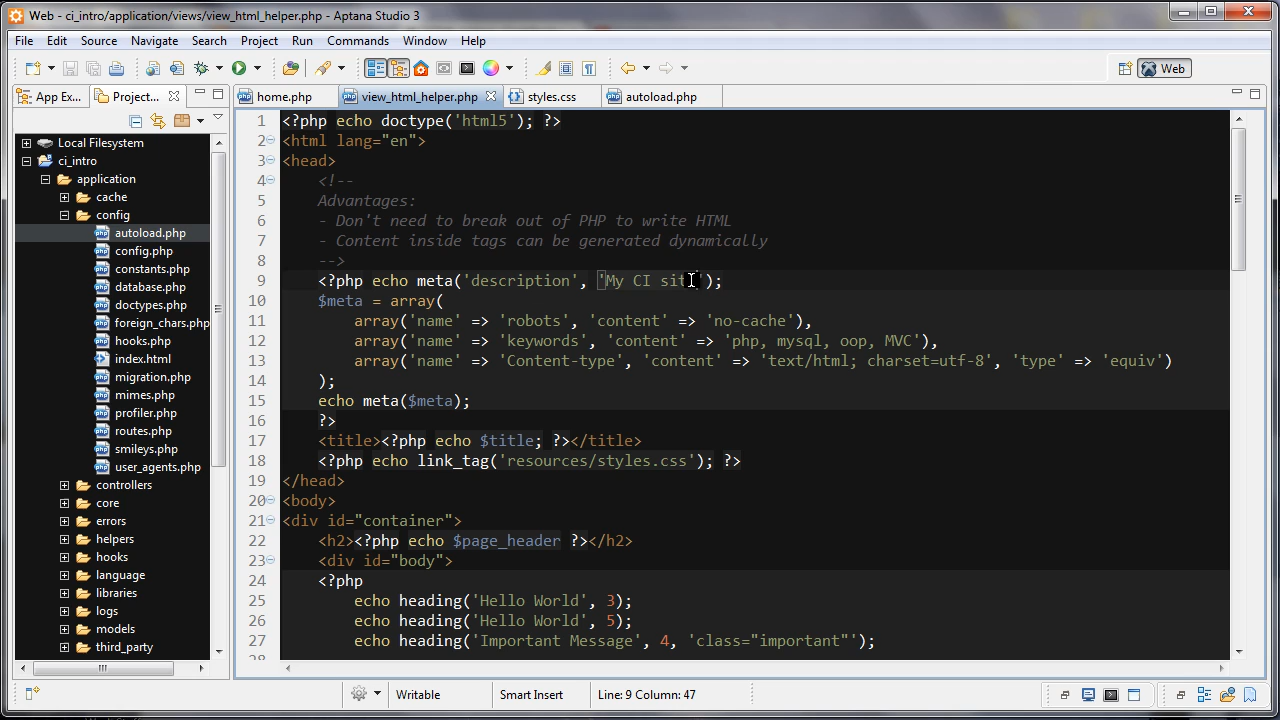 Web - ci_intro/application/views/view_html_helper.php - Aptana Studio 3
File Edit Source Navigate Search Project Run Commands Window Help
Web
App Ex... Project...
home.php view_html_helper.php styles.css autoload.php
Local Filesystem
ci_intro
application
cache
config
autoload.php
config.php
constants.php
database.php
doctypes.php
foreign_chars.php
hooks.php
index.html
migration.php
mimes.php
profiler.php
routes.php
smileys.php
user_agents.php
controllers
core
errors
helpers
hooks
language
libraries
logs
models
third_party
1 <?php echo doctype('html5'); ?>
2 <html lang="en">
3 <head>
4 <!--
5 Advantages:
6 - Don't need to break out of PHP to write HTML
7 - Content inside tags can be generated dynamically
8 -->
9 <?php echo meta('description', 'My CI sit');
10 $meta = array(
11 array('name' => 'robots', 'content' => 'no-cache'),
12 array('name' => 'keywords', 'content' => 'php, mysql, oop, MVC'),
13 array('name' => 'Content-type', 'content' => 'text/html; charset=utf-8', 'type' => 'equiv')
14 );
15 echo meta($meta);
16 ?>
17 <title><?php echo $title; ?></title>
18 <?php echo link_tag('resources/styles.css'); ?>
19 </head>
20 <body>
21 <div id="container">
22 <h2><?php echo $page_header ?></h2>
23 <div id="body">
24 <?php
25 echo heading('Hello World', 3);
26 echo heading('Hello World', 5);
27 echo heading('Important Message', 4, 'class="important"');
Writable Smart Insert Line: 9 Column: 47